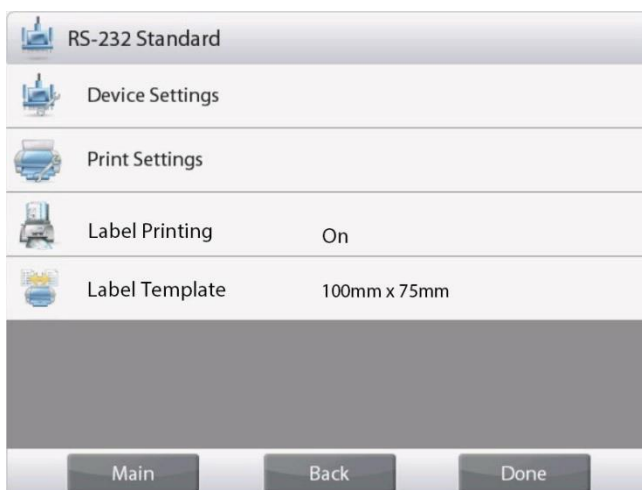 RS-232 Standard
Device Settings
Print Settings
Label Printing On
Label Template 100mm x 75mm
Main Back Done